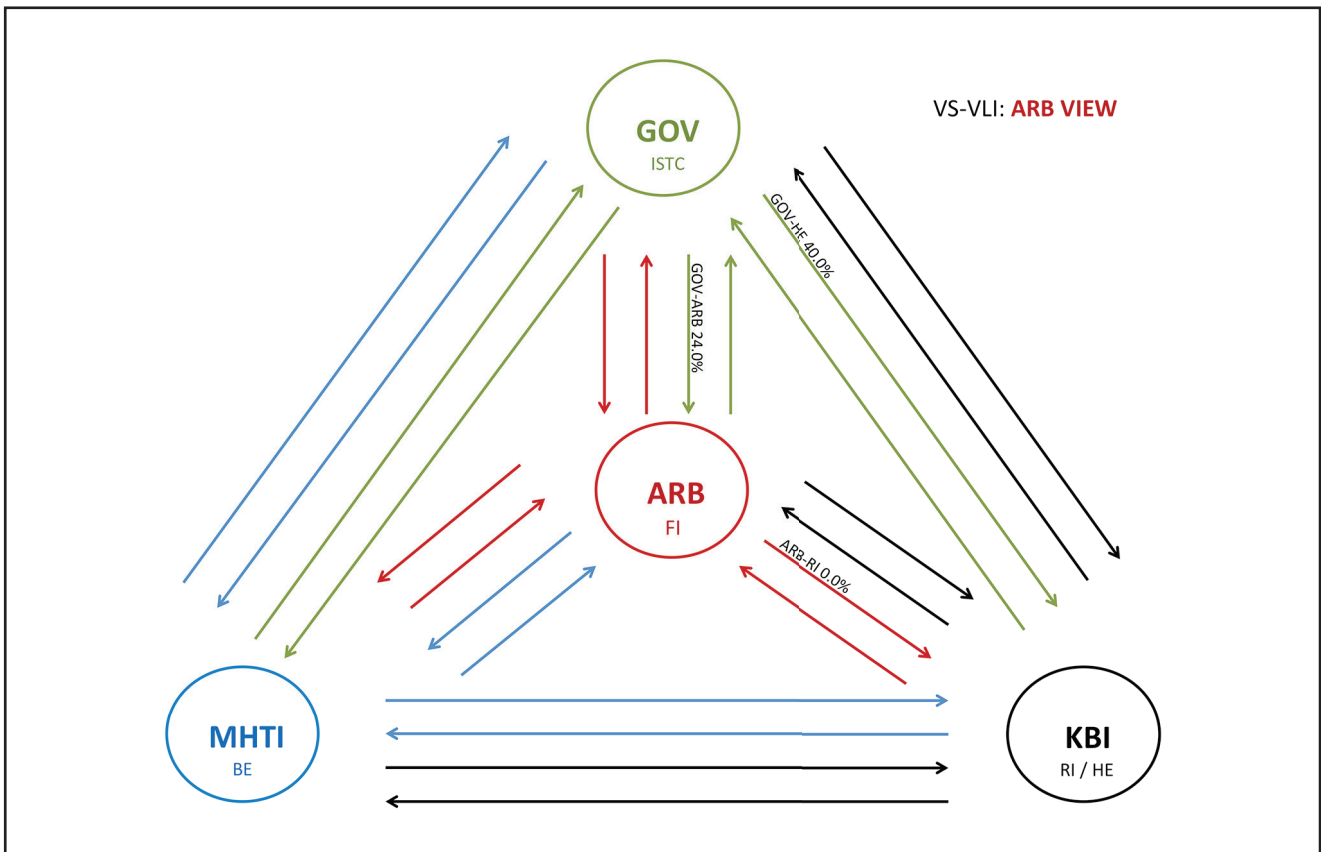 VS-VLI: ARB VIEW
GOV
ISTC
GOV-HE 40.0%
GOV-ARB 24.0%
ARB
FI
ARB-RI 0.0%
MHTI
BE
KBI
RI / HE